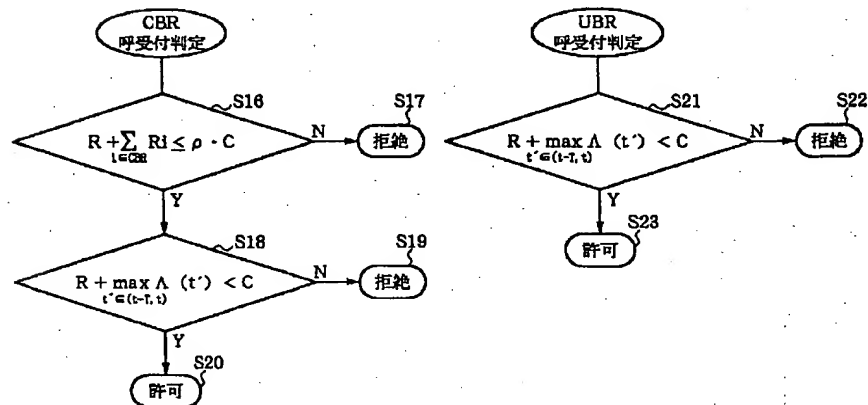 CBR
呼受付判定
S16
R + ∑ Ri ≤ ρ・C
i∈CBR
N
S17
拒絶
Y
S18
R + max Λ (t´) < C
t´∈(t-T, t)
N
S19
拒絶
Y
S20
許可
UBR
呼受付判定
S21
R + max Λ (t´) < C
t´∈(t-T, t)
N
S22
拒絶
Y
S23
許可